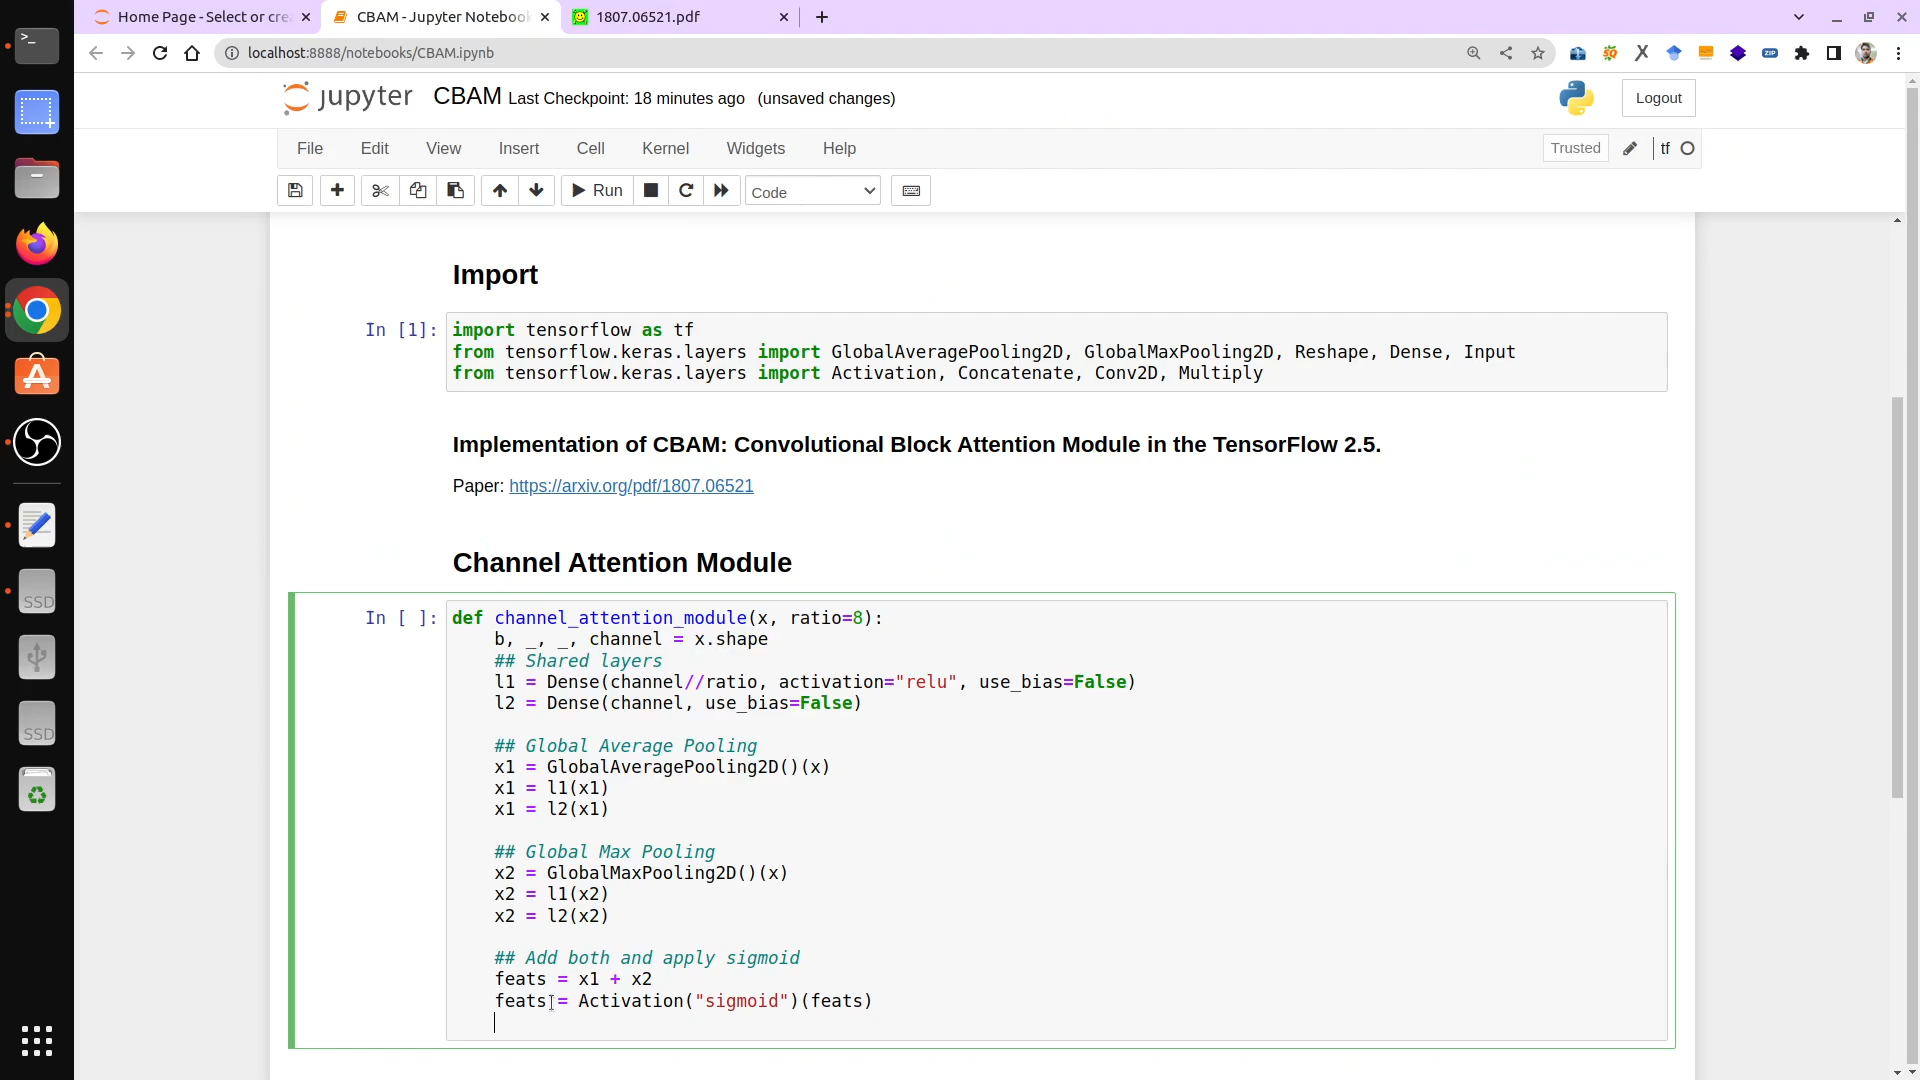 Home Page - Select or cre
CBAM - Jupyter Notebook
1807.06521.pdf
localhost:8888/notebooks/CBAM.ipynb
jupyter CBAM Last Checkpoint: 18 minutes ago (unsaved changes)
Logout
File Edit View Insert Cell Kernel Widgets Help
Trusted
tf
Run
Code
Import
In [1]:
import tensorflow as tf
from tensorflow.keras.layers import GlobalAveragePooling2D, GlobalMaxPooling2D, Reshape, Dense, Input
from tensorflow.keras.layers import Activation, Concatenate, Conv2D, Multiply
Implementation of CBAM: Convolutional Block Attention Module in the TensorFlow 2.5.
Paper: https://arxiv.org/pdf/1807.06521
Channel Attention Module
In [ ]:
def channel_attention_module(x, ratio=8):
b, _, _, channel = x.shape
## Shared layers
l1 = Dense(channel//ratio, activation="relu", use_bias=False)
l2 = Dense(channel, use_bias=False)
## Global Average Pooling
x1 = GlobalAveragePooling2D()(x)
x1 = l1(x1)
x1 = l2(x1)
## Global Max Pooling
x2 = GlobalMaxPooling2D()(x)
x2 = l1(x2)
x2 = l2(x2)
## Add both and apply sigmoid
feats = x1 + x2
feats = Activation("sigmoid")(feats)
SSD
SSD
ZIP